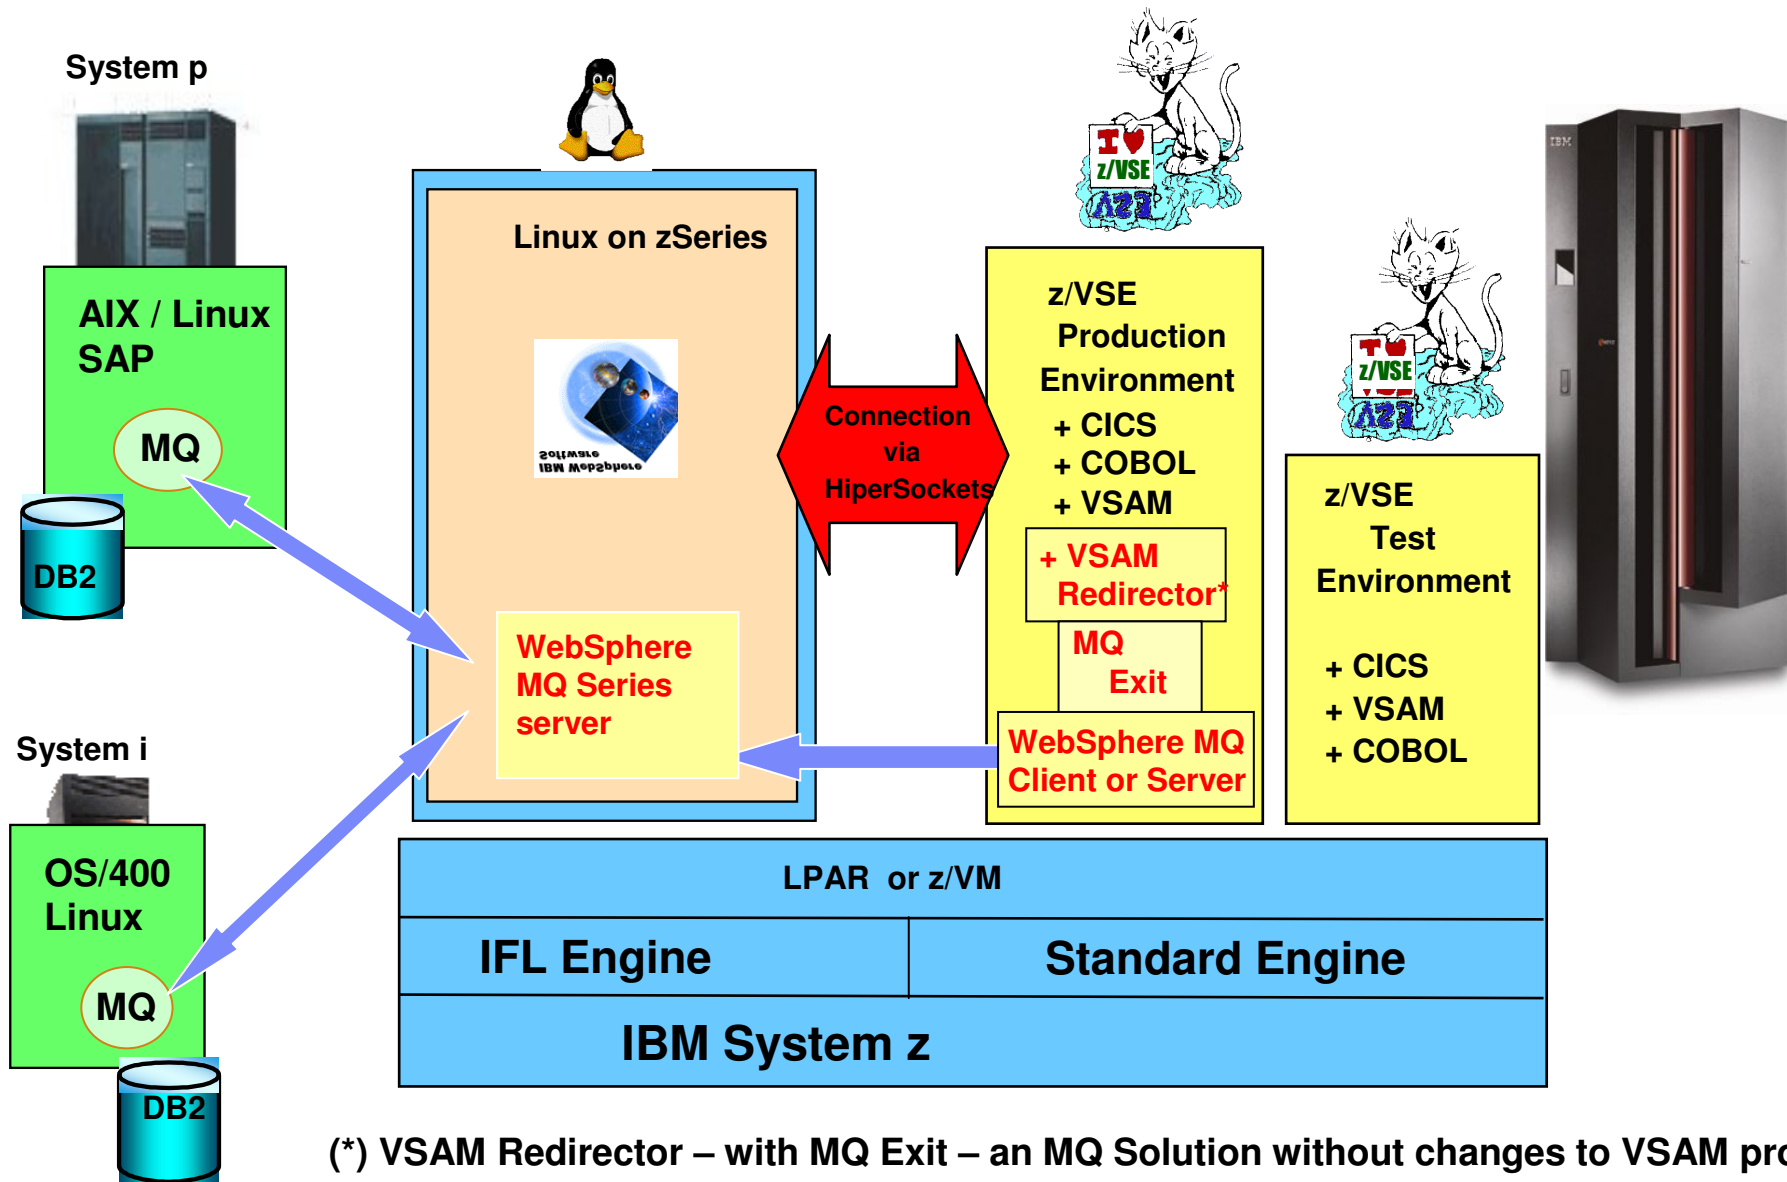 System p
AIX / Linux
SAP
MQ
DB2
System i
OS/400
Linux
MQ
DB2
Linux on zSeries
IBM WebSphere
Software
WebSphere
MQ Series
server
Connection
via
HiperSockets
I ♥
z/VSE
z/VSE
Production
Environment
+ CICS
+ COBOL
+ VSAM
+ VSAM
Redirector*
MQ
Exit
WebSphere MQ
Client or Server
z/VSE
z/VSE
Test
Environment
+ CICS
+ VSAM
+ COBOL
IBM
LPAR or z/VM
IFL Engine
Standard Engine
IBM System z
(*) VSAM Redirector – with MQ Exit – an MQ Solution without changes to VSAM pro